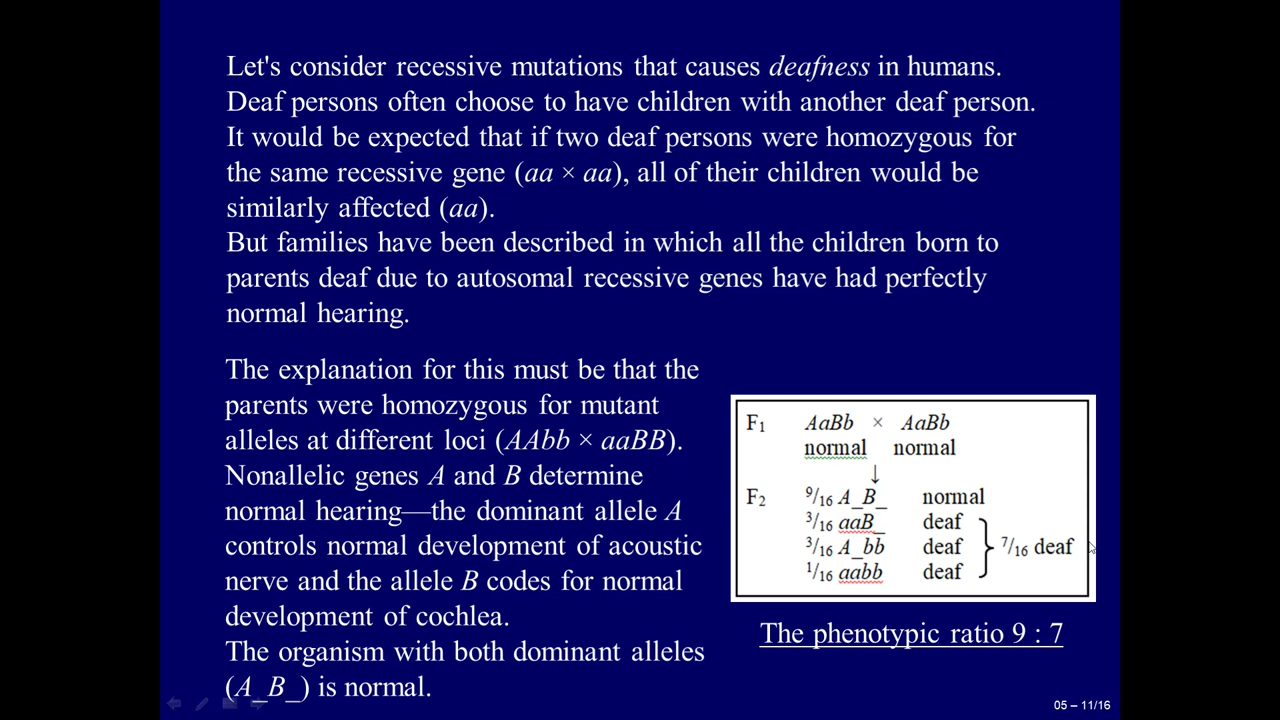 Let's consider recessive mutations that causes deafness in humans.
Deaf persons often choose to have children with another deaf person.
It would be expected that if two deaf persons were homozygous for
the same recessive gene (aa × aa), all of their children would be
similarly affected (aa).
But families have been described in which all the children born to
parents deaf due to autosomal recessive genes have had perfectly
normal hearing.
The explanation for this must be that the
parents were homozygous for mutant
alleles at different loci (AAbb × aaBB).
Nonallelic genes A and B determine
normal hearing—the dominant allele A
controls normal development of acoustic
nerve and the allele B codes for normal
development of cochlea.
The organism with both dominant alleles
(A_B_) is normal.
F1 AaBb × AaBb
normal normal
↓
F2 9/16 A_B_ normal
3/16 aaB_ deaf
3/16 A_bb deaf } 7/16 deaf
1/16 aabb deaf
The phenotypic ratio 9 : 7
05 – 11/16